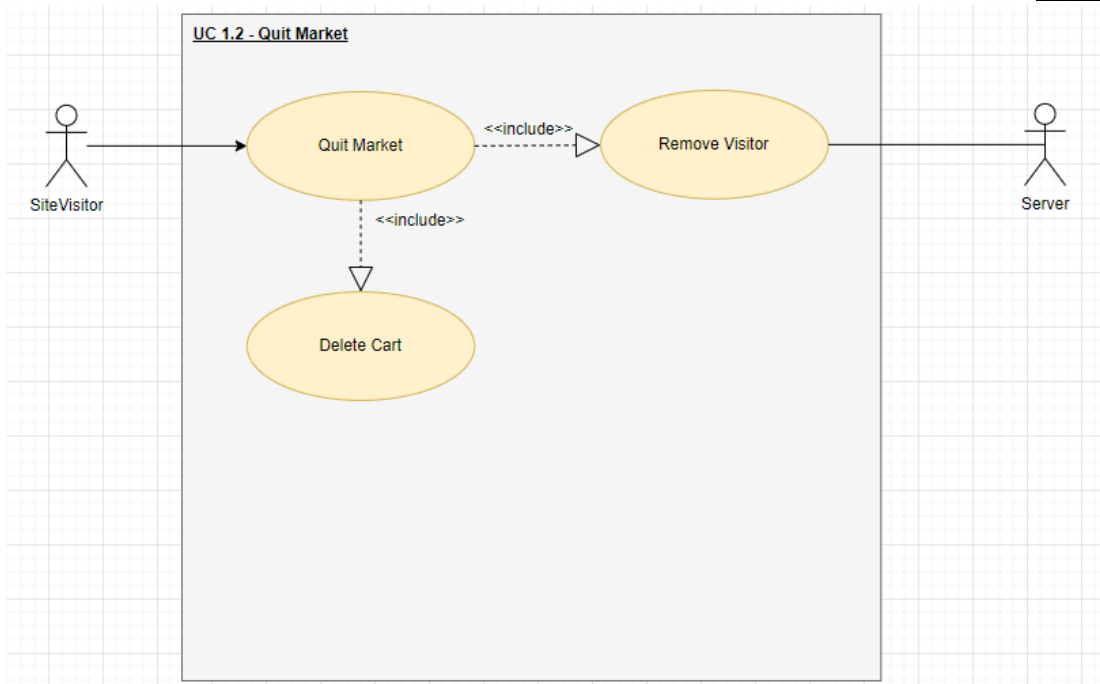 UC 1.2 - Quit Market
<<include>>
Quit Market
Remove Visitor
SiteVisitor
Server
<<include>>
Delete Cart